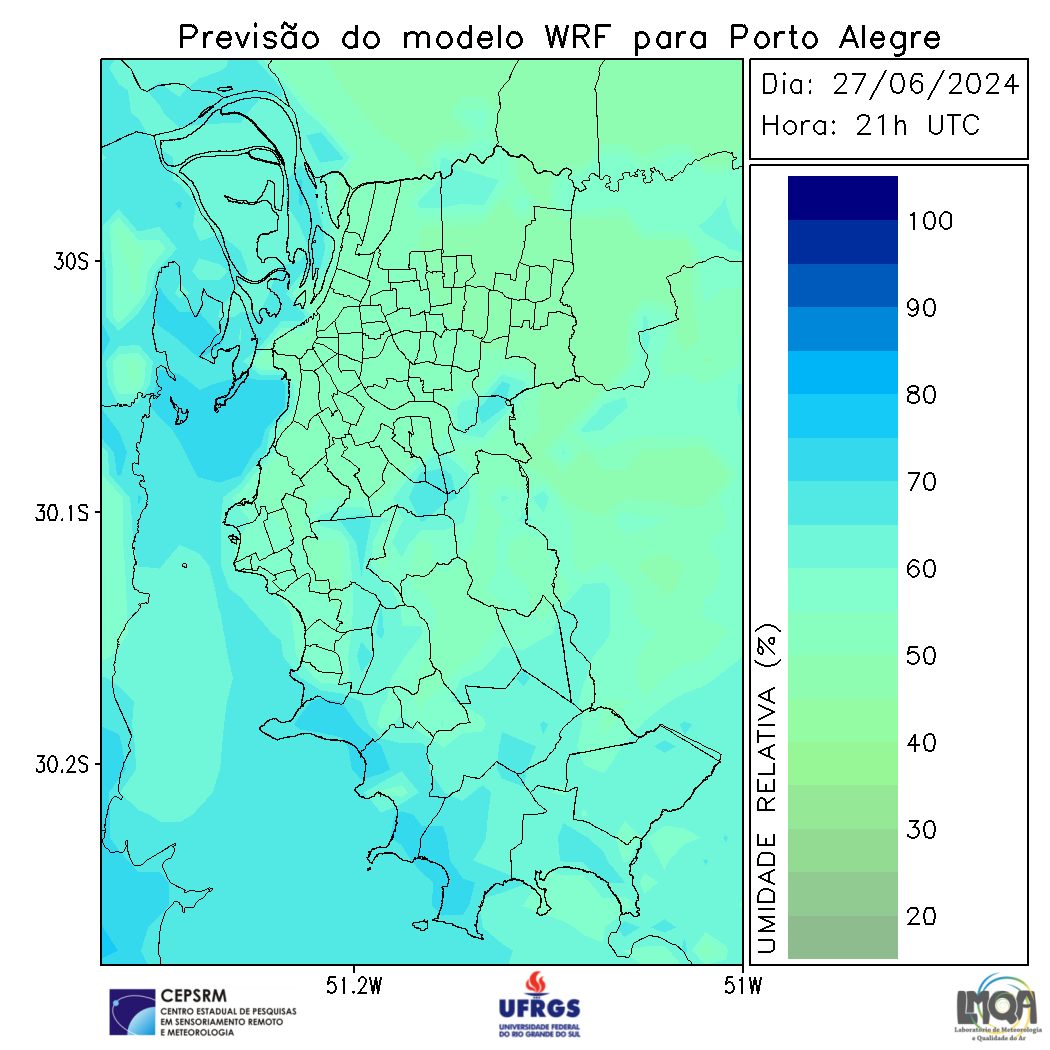 Previsão do modelo WRF para Porto Alegre
Dia: 27/06/2024
Hora: 21h UTC
100
90
80
70
60
50
40
30
20
UMIDADE RELATIVA (%)
30S
30.1S
30.2S
51.2W
51W
CEPSRM
CENTRO ESTADUAL DE PESQUISAS
EM SENSORIAMENTO REMOTO
E METEOROLOGIA
UFRGS
UNIVERSIDADE FEDERAL
DO RIO GRANDE DO SUL
LMQA
Laboratório de Meteorologia
e Qualidade do Ar